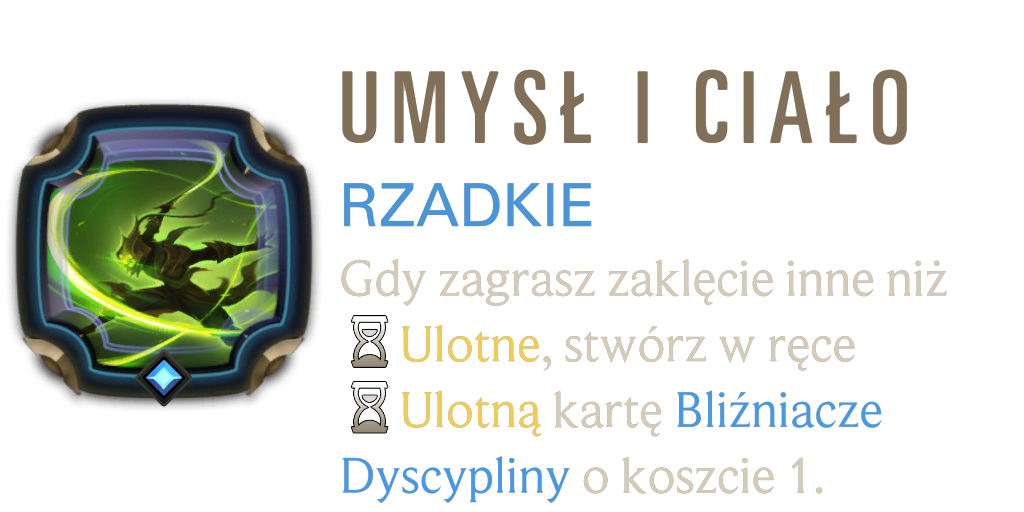 UMYSŁ I CIAŁO
RZADKIE
Gdy zagrasz zaklęcie inne niż
Ulotne, stwórz w ręce
Ulotną kartę Bliźniacze
Dyscypliny o koszcie 1.